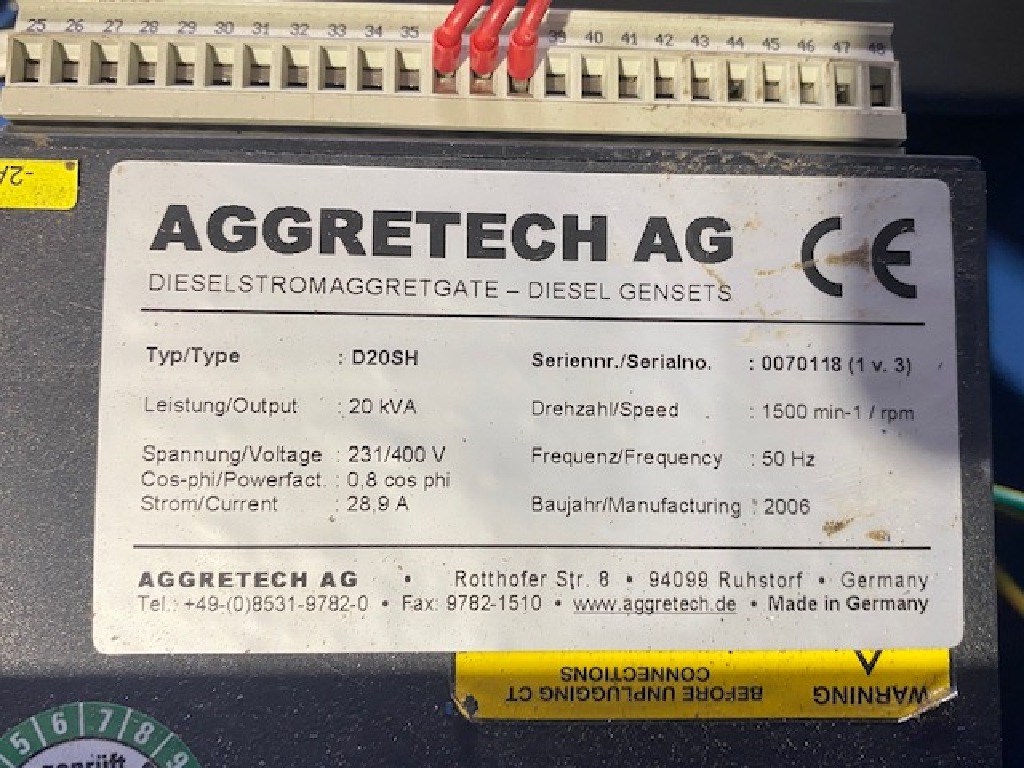 25 26 27 28 29 30 31 32 33 34 35 39 40 41 42 43 44 45 46 47 48
AGGRETECH AG CE
DIESELSTROMAGGRETGATE – DIESEL GENSETS
Typ/Type : D20SH Seriennr./Serialno. : 0070118 (1 v. 3)
Leistung/Output : 20 kVA Drehzahl/Speed : 1500 min-1 / rpm
Spannung/Voltage : 231/400 V Frequenz/Frequency : 50 Hz
Cos-phi/Powerfact. : 0,8 cos phi
Strom/Current : 28,9 A Baujahr/Manufacturing : 2006
AGGRETECH AG • Rotthofer Str. 8 • 94099 Ruhstorf • Germany
Tel.: +49-(0)8531-9782-0 • Fax: 9782-1510 • www.aggretech.de • Made in Germany
WARNING
BEFORE UNPLUGGING CT
CONNECTIONS
5 6 7 8 9
geprüft